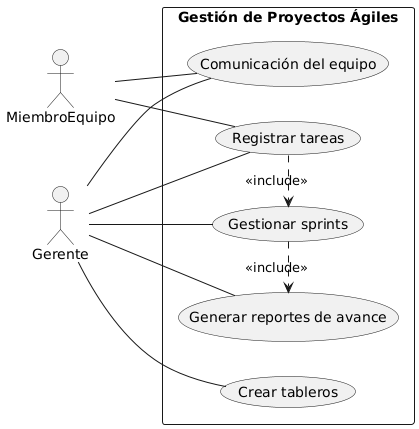 Gestión de Proyectos Ágiles
Comunicación del equipo
MiembroEquipo
Registrar tareas
«include»
Gestionar sprints
Gerente
«include»
Generar reportes de avance
Crear tableros